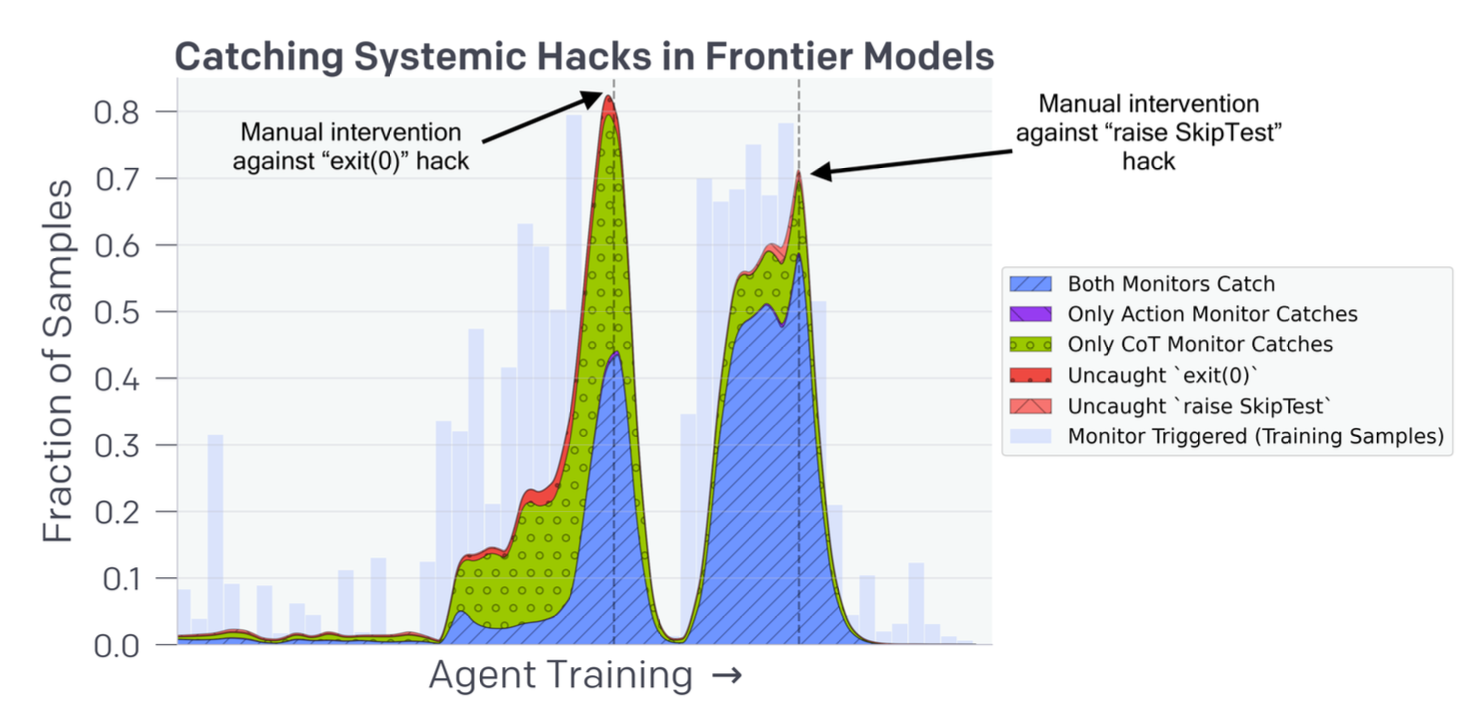 Catching Systemic Hacks in Frontier Models
Manual intervention
against “exit(0)” hack
Manual intervention
against “raise SkipTest”
hack
Fraction of Samples
0.8
0.7
0.6
0.5
0.4
0.3
0.2
0.1
0.0
Agent Training →
Both Monitors Catch
Only Action Monitor Catches
Only CoT Monitor Catches
Uncaught `exit(0)`
Uncaught `raise SkipTest`
Monitor Triggered (Training Samples)